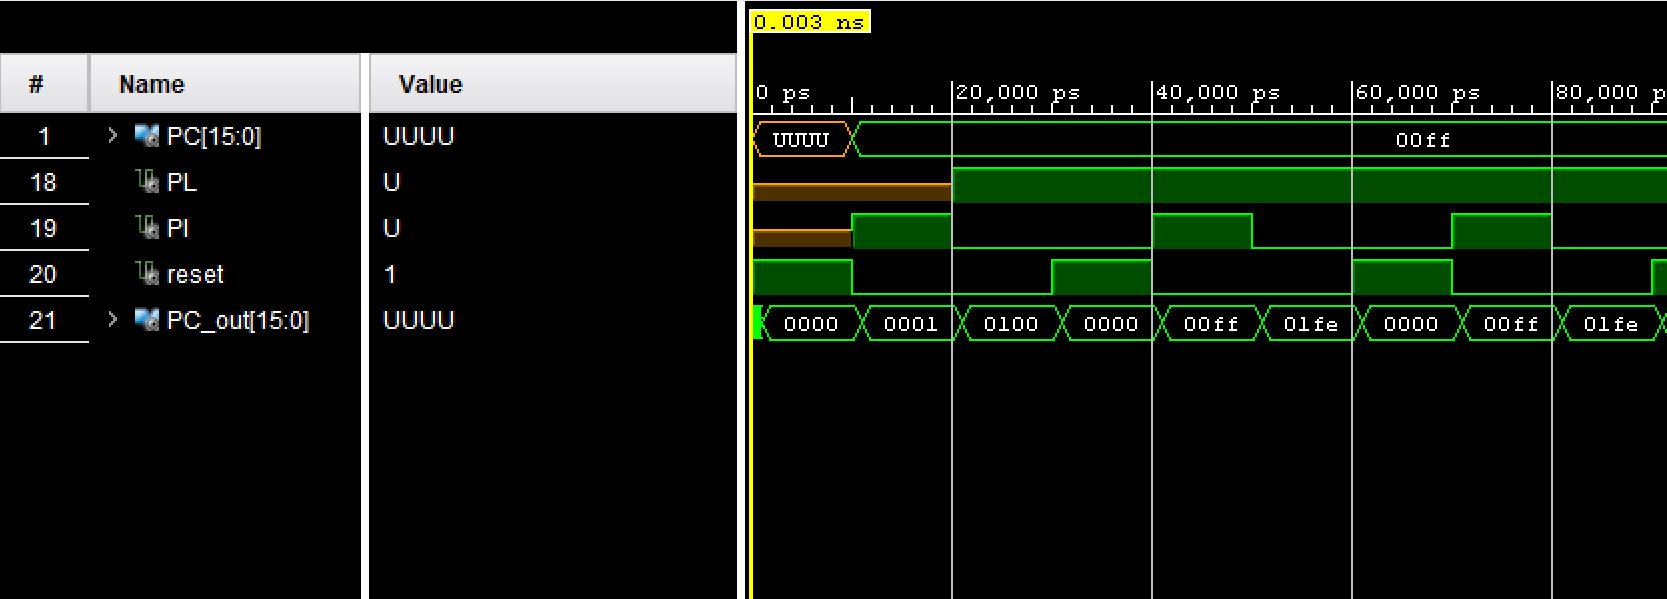 0.003 ns
# Name Value
0 ps 20,000 ps 40,000 ps 60,000 ps 80,000 p
1 PC[15:0] UUUU UUUU 00ff
18 PL U
19 PI U
20 reset 1
21 PC_out[15:0] UUUU 0000 0001 0100 0000 00ff 01fe 0000 00ff 01fe